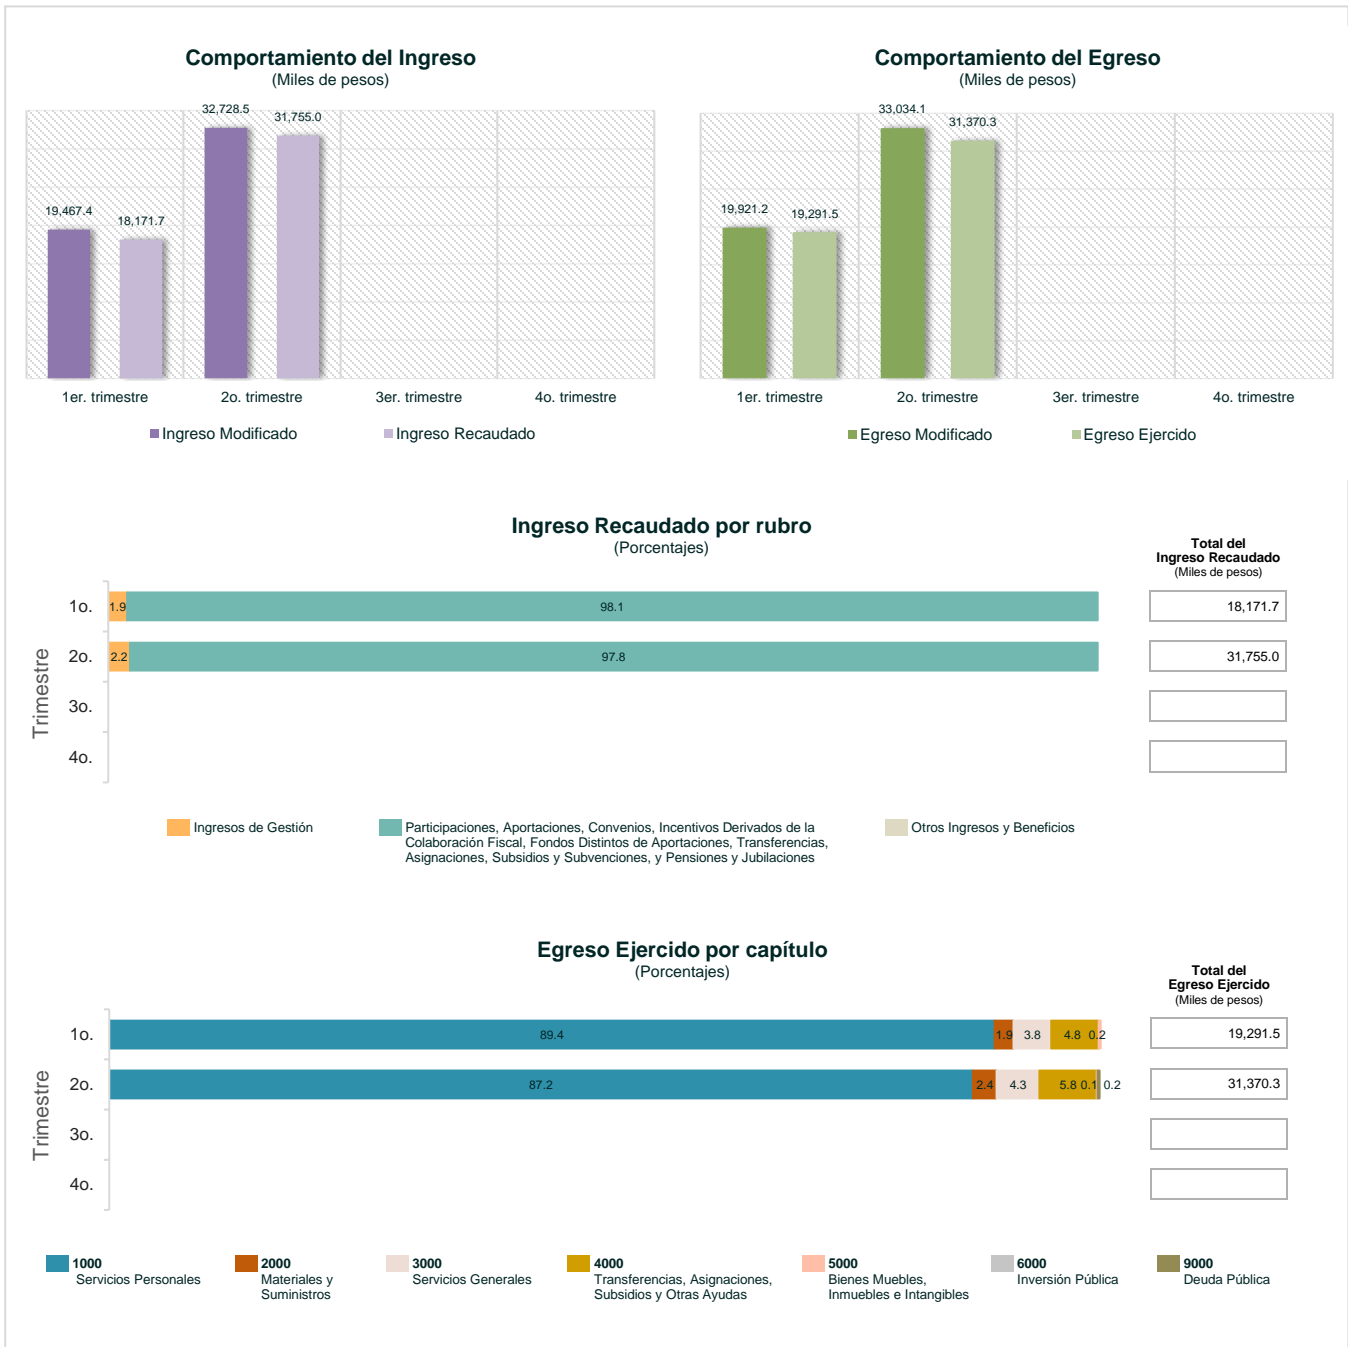 Comportamiento del Ingreso
(Miles de pesos)
32,728.5
31,755.0
19,467.4
18,171.7
1er. trimestre
2o. trimestre
3er. trimestre
4o. trimestre
Ingreso Modificado
Ingreso Recaudado
Comportamiento del Egreso
(Miles de pesos)
33,034.1
31,370.3
19,921.2
19,291.5
1er. trimestre
2o. trimestre
3er. trimestre
4o. trimestre
Egreso Modificado
Egreso Ejercido
Ingreso Recaudado por rubro
(Porcentajes)
Total del
Ingreso Recaudado
(Miles de pesos)
Trimestre
1o.
1.9
98.1
18,171.7
2o.
2.2
97.8
31,755.0
3o.
4o.
Ingresos de Gestión
Participaciones, Aportaciones, Convenios, Incentivos Derivados de la
Colaboración Fiscal, Fondos Distintos de Aportaciones, Transferencias,
Asignaciones, Subsidios y Subvenciones, y Pensiones y Jubilaciones
Otros Ingresos y Beneficios
Egreso Ejercido por capítulo
(Porcentajes)
Total del
Egreso Ejercido
(Miles de pesos)
Trimestre
1o.
89.4
1.9
3.8
4.8
0.2
19,291.5
2o.
87.2
2.4
4.3
5.8
0.1
0.2
31,370.3
3o.
4o.
1000
Servicios Personales
2000
Materiales y
Suministros
3000
Servicios Generales
4000
Transferencias, Asignaciones,
Subsidios y Otras Ayudas
5000
Bienes Muebles,
Inmuebles e Intangibles
6000
Inversión Pública
9000
Deuda Pública